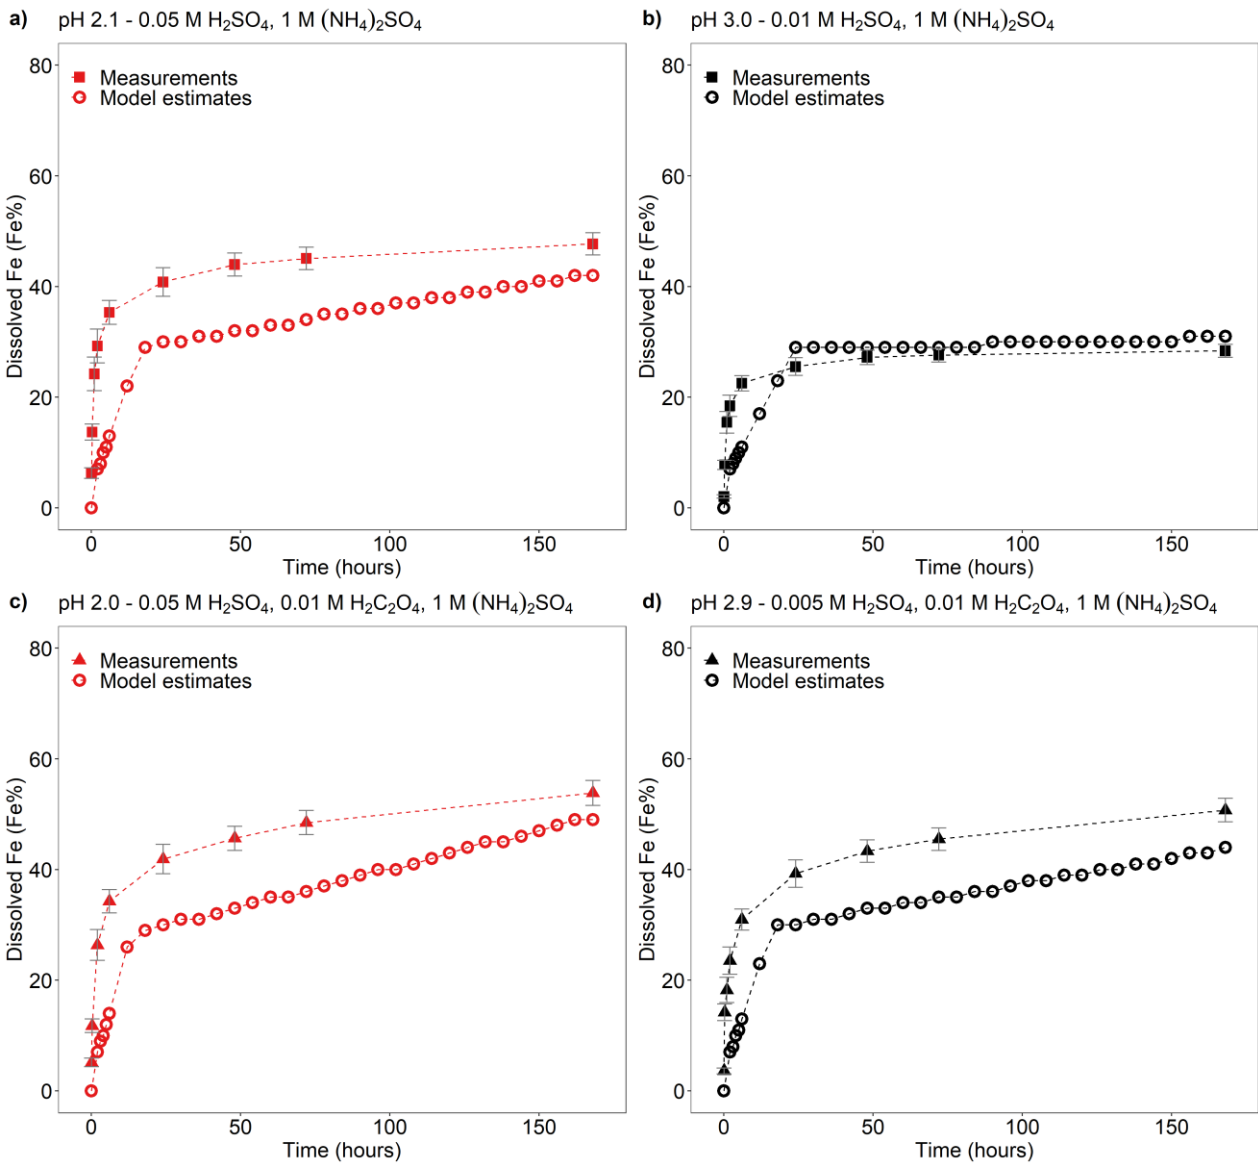 a) pH 2.1 - 0.05 M H₂SO₄, 1 M (NH₄)₂SO₄
Measurements
Model estimates
Dissolved Fe (Fe%)
80
60
40
20
0
0 50 100 150
Time (hours)
b) pH 3.0 - 0.01 M H₂SO₄, 1 M (NH₄)₂SO₄
Measurements
Model estimates
Dissolved Fe (Fe%)
80
60
40
20
0
0 50 100 150
Time (hours)
c) pH 2.0 - 0.05 M H₂SO₄, 0.01 M H₂C₂O₄, 1 M (NH₄)₂SO₄
Measurements
Model estimates
Dissolved Fe (Fe%)
80
60
40
20
0
0 50 100 150
Time (hours)
d) pH 2.9 - 0.005 M H₂SO₄, 0.01 M H₂C₂O₄, 1 M (NH₄)₂SO₄
Measurements
Model estimates
Dissolved Fe (Fe%)
80
60
40
20
0
0 50 100 150
Time (hours)